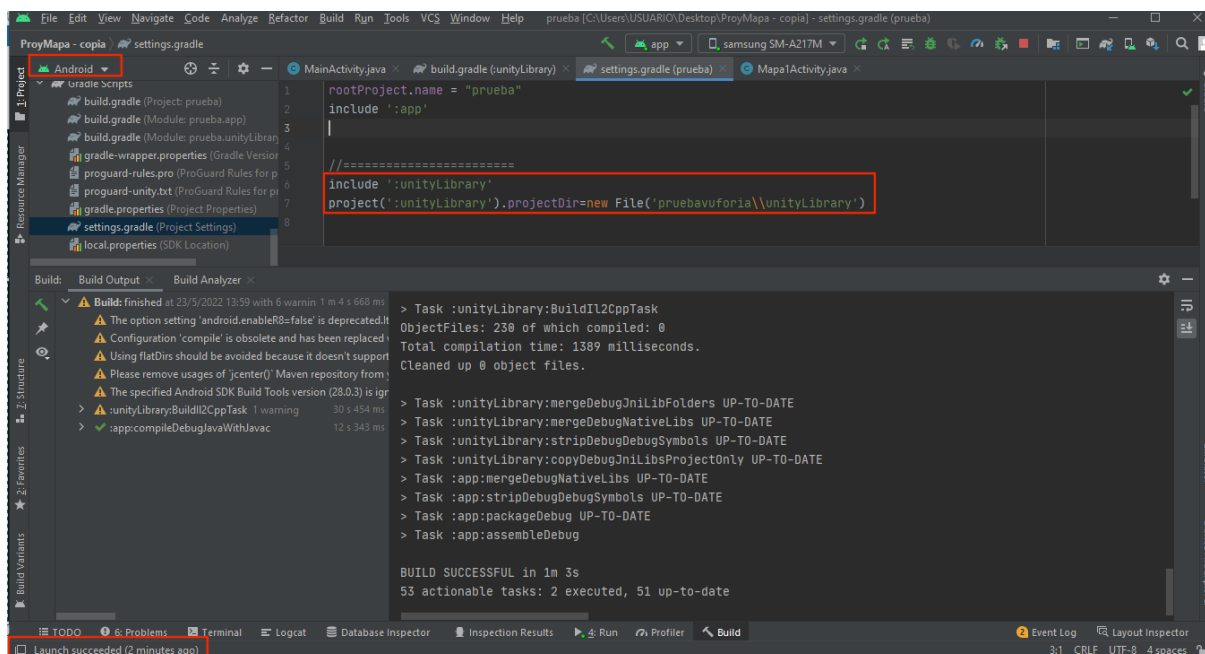 File Edit View Navigate Code Analyze Refactor Build Run Tools VCS Window Help prueba [C:\Users\USUARIO\Desktop\ProyMapa - copia] - settings.gradle (prueba)
ProyMapa - copia settings.gradle app samsung SM-A217M
Android MainActivity.java build.gradle (:unityLibrary) settings.gradle (prueba) Mapa1Activity.java
1: Project
Resource Manager
Gradle Scripts
build.gradle (Project: prueba)
build.gradle (Module: prueba.app)
build.gradle (Module: prueba.unityLibrary
gradle-wrapper.properties (Gradle Version
proguard-rules.pro (ProGuard Rules for p
proguard-unity.txt (ProGuard Rules for pr
gradle.properties (Project Properties)
settings.gradle (Project Settings)
local.properties (SDK Location)
1 rootProject.name = "prueba"
2 include ':app'
3
4
5 //========================
6 include ':unityLibrary'
7 project(':unityLibrary').projectDir=new File('pruebavuforia\\unityLibrary')
8
Build: Build Output Build Analyzer
Z: Structure
2: Favorites
Build Variants
Build: finished at 23/5/2022 13:59 with 6 warnin 1 m 4 s 668 ms
The option setting 'android.enableR8=false' is deprecated.It
Configuration 'compile' is obsolete and has been replaced
Using flatDirs should be avoided because it doesn't support
Please remove usages of `jcenter()` Maven repository from
The specified Android SDK Build Tools version (28.0.3) is ign
:unityLibrary:BuildIl2CppTask 1 warning 30 s 454 ms
:app:compileDebugJavaWithJavac 12 s 343 ms
> Task :unityLibrary:BuildIl2CppTask
ObjectFiles: 230 of which compiled: 0
Total compilation time: 1389 milliseconds.
Cleaned up 0 object files.
> Task :unityLibrary:mergeDebugJniLibFolders UP-TO-DATE
> Task :unityLibrary:mergeDebugNativeLibs UP-TO-DATE
> Task :unityLibrary:stripDebugDebugSymbols UP-TO-DATE
> Task :unityLibrary:copyDebugJniLibsProjectOnly UP-TO-DATE
> Task :app:mergeDebugNativeLibs UP-TO-DATE
> Task :app:stripDebugDebugSymbols UP-TO-DATE
> Task :app:packageDebug UP-TO-DATE
> Task :app:assembleDebug
BUILD SUCCESSFUL in 1m 3s
53 actionable tasks: 2 executed, 51 up-to-date
TODO 6: Problems Terminal Logcat Database Inspector Inspection Results 4: Run Profiler Build Event Log Layout Inspector
Launch succeeded (2 minutes ago) 3:1 CRLF UTF-8 4 spaces